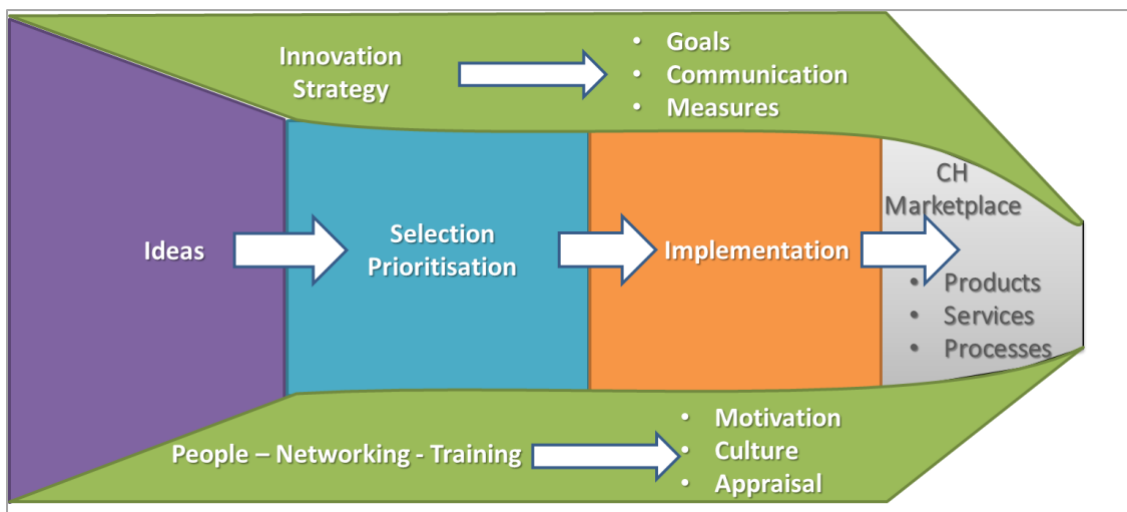 Innovation
Strategy
• Goals
• Communication
• Measures
Ideas
Selection
Prioritisation
Implementation
CH
Marketplace
• Products
• Services
• Processes
People – Networking - Training
• Motivation
• Culture
• Appraisal